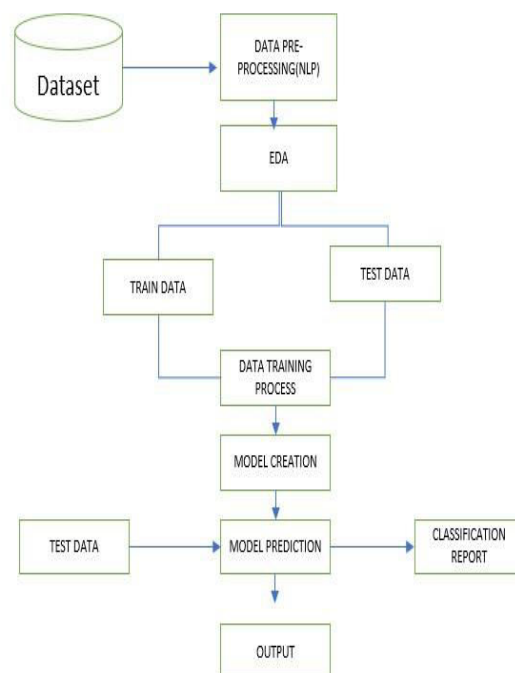 Dataset
DATA PRE-
PROCESSING(NLP)
EDA
TRAIN DATA
TEST DATA
DATA TRAINING
PROCESS
MODEL CREATION
TEST DATA
MODEL PREDICTION
CLASSIFICATION
REPORT
OUTPUT